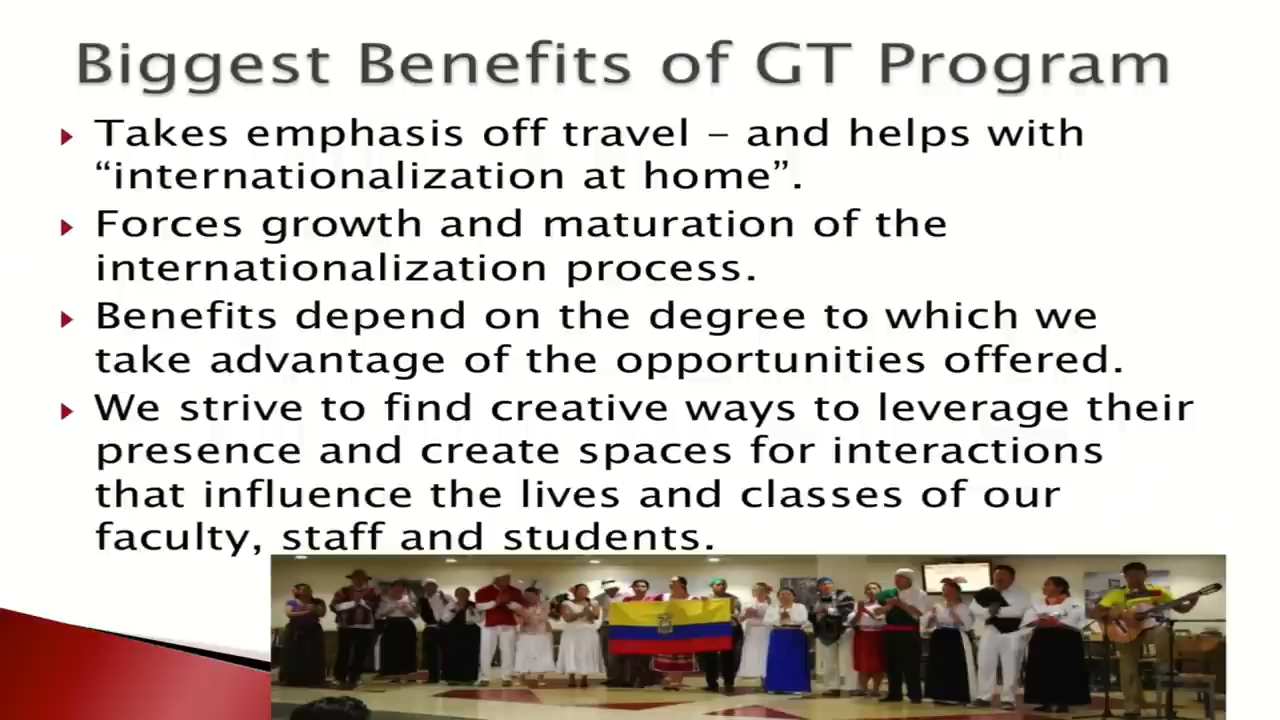 Biggest Benefits of GT Program
Takes emphasis off travel – and helps with
“internationalization at home”.
Forces growth and maturation of the
internationalization process.
Benefits depend on the degree to which we
take advantage of the opportunities offered.
We strive to find creative ways to leverage their
presence and create spaces for interactions
that influence the lives and classes of our
faculty, staff and students.